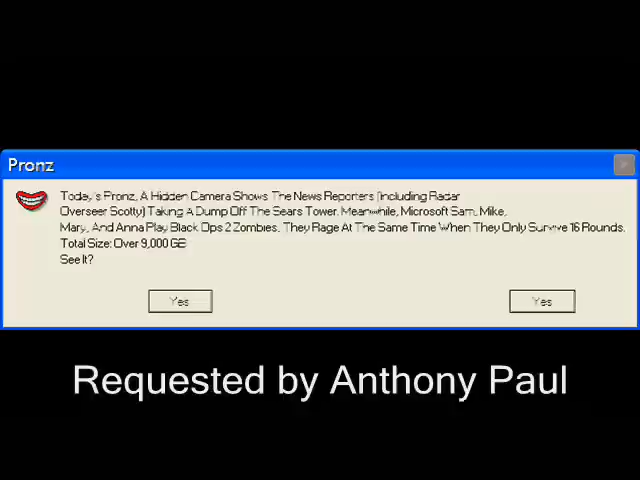 Pronz
Today's Pronz, A Hidden Camera Shows The News Reporters (Including Radar
Overseer Scotty) Taking A Dump Off The Sears Tower. Meanwhile, Microsoft Sam, Mike,
Mary, And Anna Play Black Ops 2 Zombies. They Rage At The Same Time When They Only Survive 16 Rounds.
Total Size: Over 9,000 GB
See It?
Yes Yes
Requested by Anthony Paul